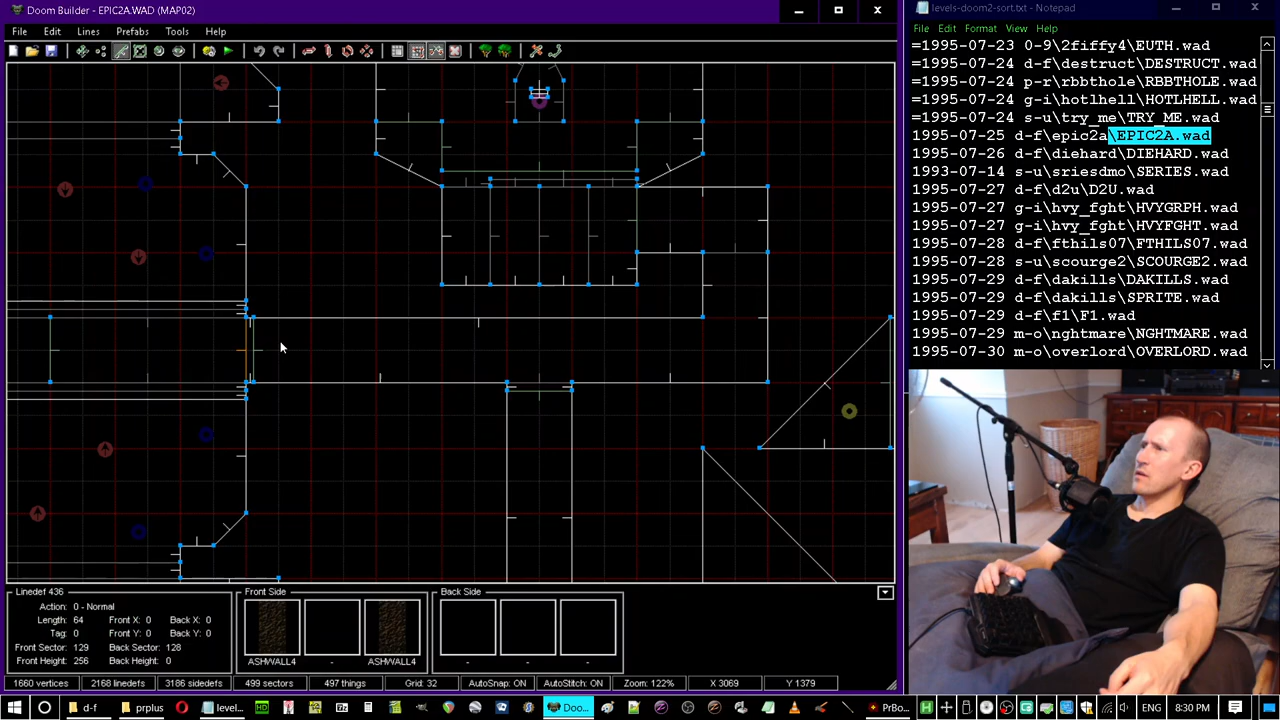 Doom Builder - EPIC2A.WAD (MAP02)
File Edit Lines Prefabs Tools Help
levels-doom2-sort.txt - Notepad
File Edit Format View Help
=1995-07-23 0-9\2fiffy4\EUTH.wad
=1995-07-24 d-f\destruct\DESTRUCT.wad
=1995-07-24 p-r\rbbthole\RBBTHOLE.WAD
=1995-07-24 g-i\hotlhell\HOTLHELL.WAD
=1995-07-24 s-u\try_me\TRY_ME.wad
1995-07-25 d-f\epic2a\EPIC2A.wad
1995-07-26 d-f\diehard\DIEHARD.wad
1993-07-14 s-u\sriesdmo\SERIES.wad
1995-07-27 d-f\d2u\D2U.wad
1995-07-27 g-i\hvy_fght\HVYGRPH.wad
1995-07-27 g-i\hvy_fght\HVYFGHT.wad
1995-07-28 d-f\fthils07\FTHILS07.wad
1995-07-28 s-u\scourge2\SCOURGE2.wad
1995-07-29 d-f\dakills\DAKILLS.wad
1995-07-29 d-f\dakills\SPRITE.wad
1995-07-29 d-f\f1\F1.wad
1995-07-29 m-o\nghtmare\NGHTMARE.wad
1995-07-30 m-o\overlord\OVERLORD.wad
Linedef 436
Action: 0 - Normal
Length: 64 Front X: 0 Back X: 0
Tag: 0 Front Y: 0 Back Y: 0
Front Sector: 129 Back Sector: 128
Front Height: 256 Back Height: 0
Front Side
ASHWALL4 - ASHWALL4
Back Side
- - -
1660 vertices 2168 linedefs 3186 sidedefs 499 sectors 497 things Grid: 32 AutoSnap: ON AutoStitch: ON Zoom: 122% X 3069 Y 1379
d-f prplus level... Doo... PrBo... ENG 8:30 PM